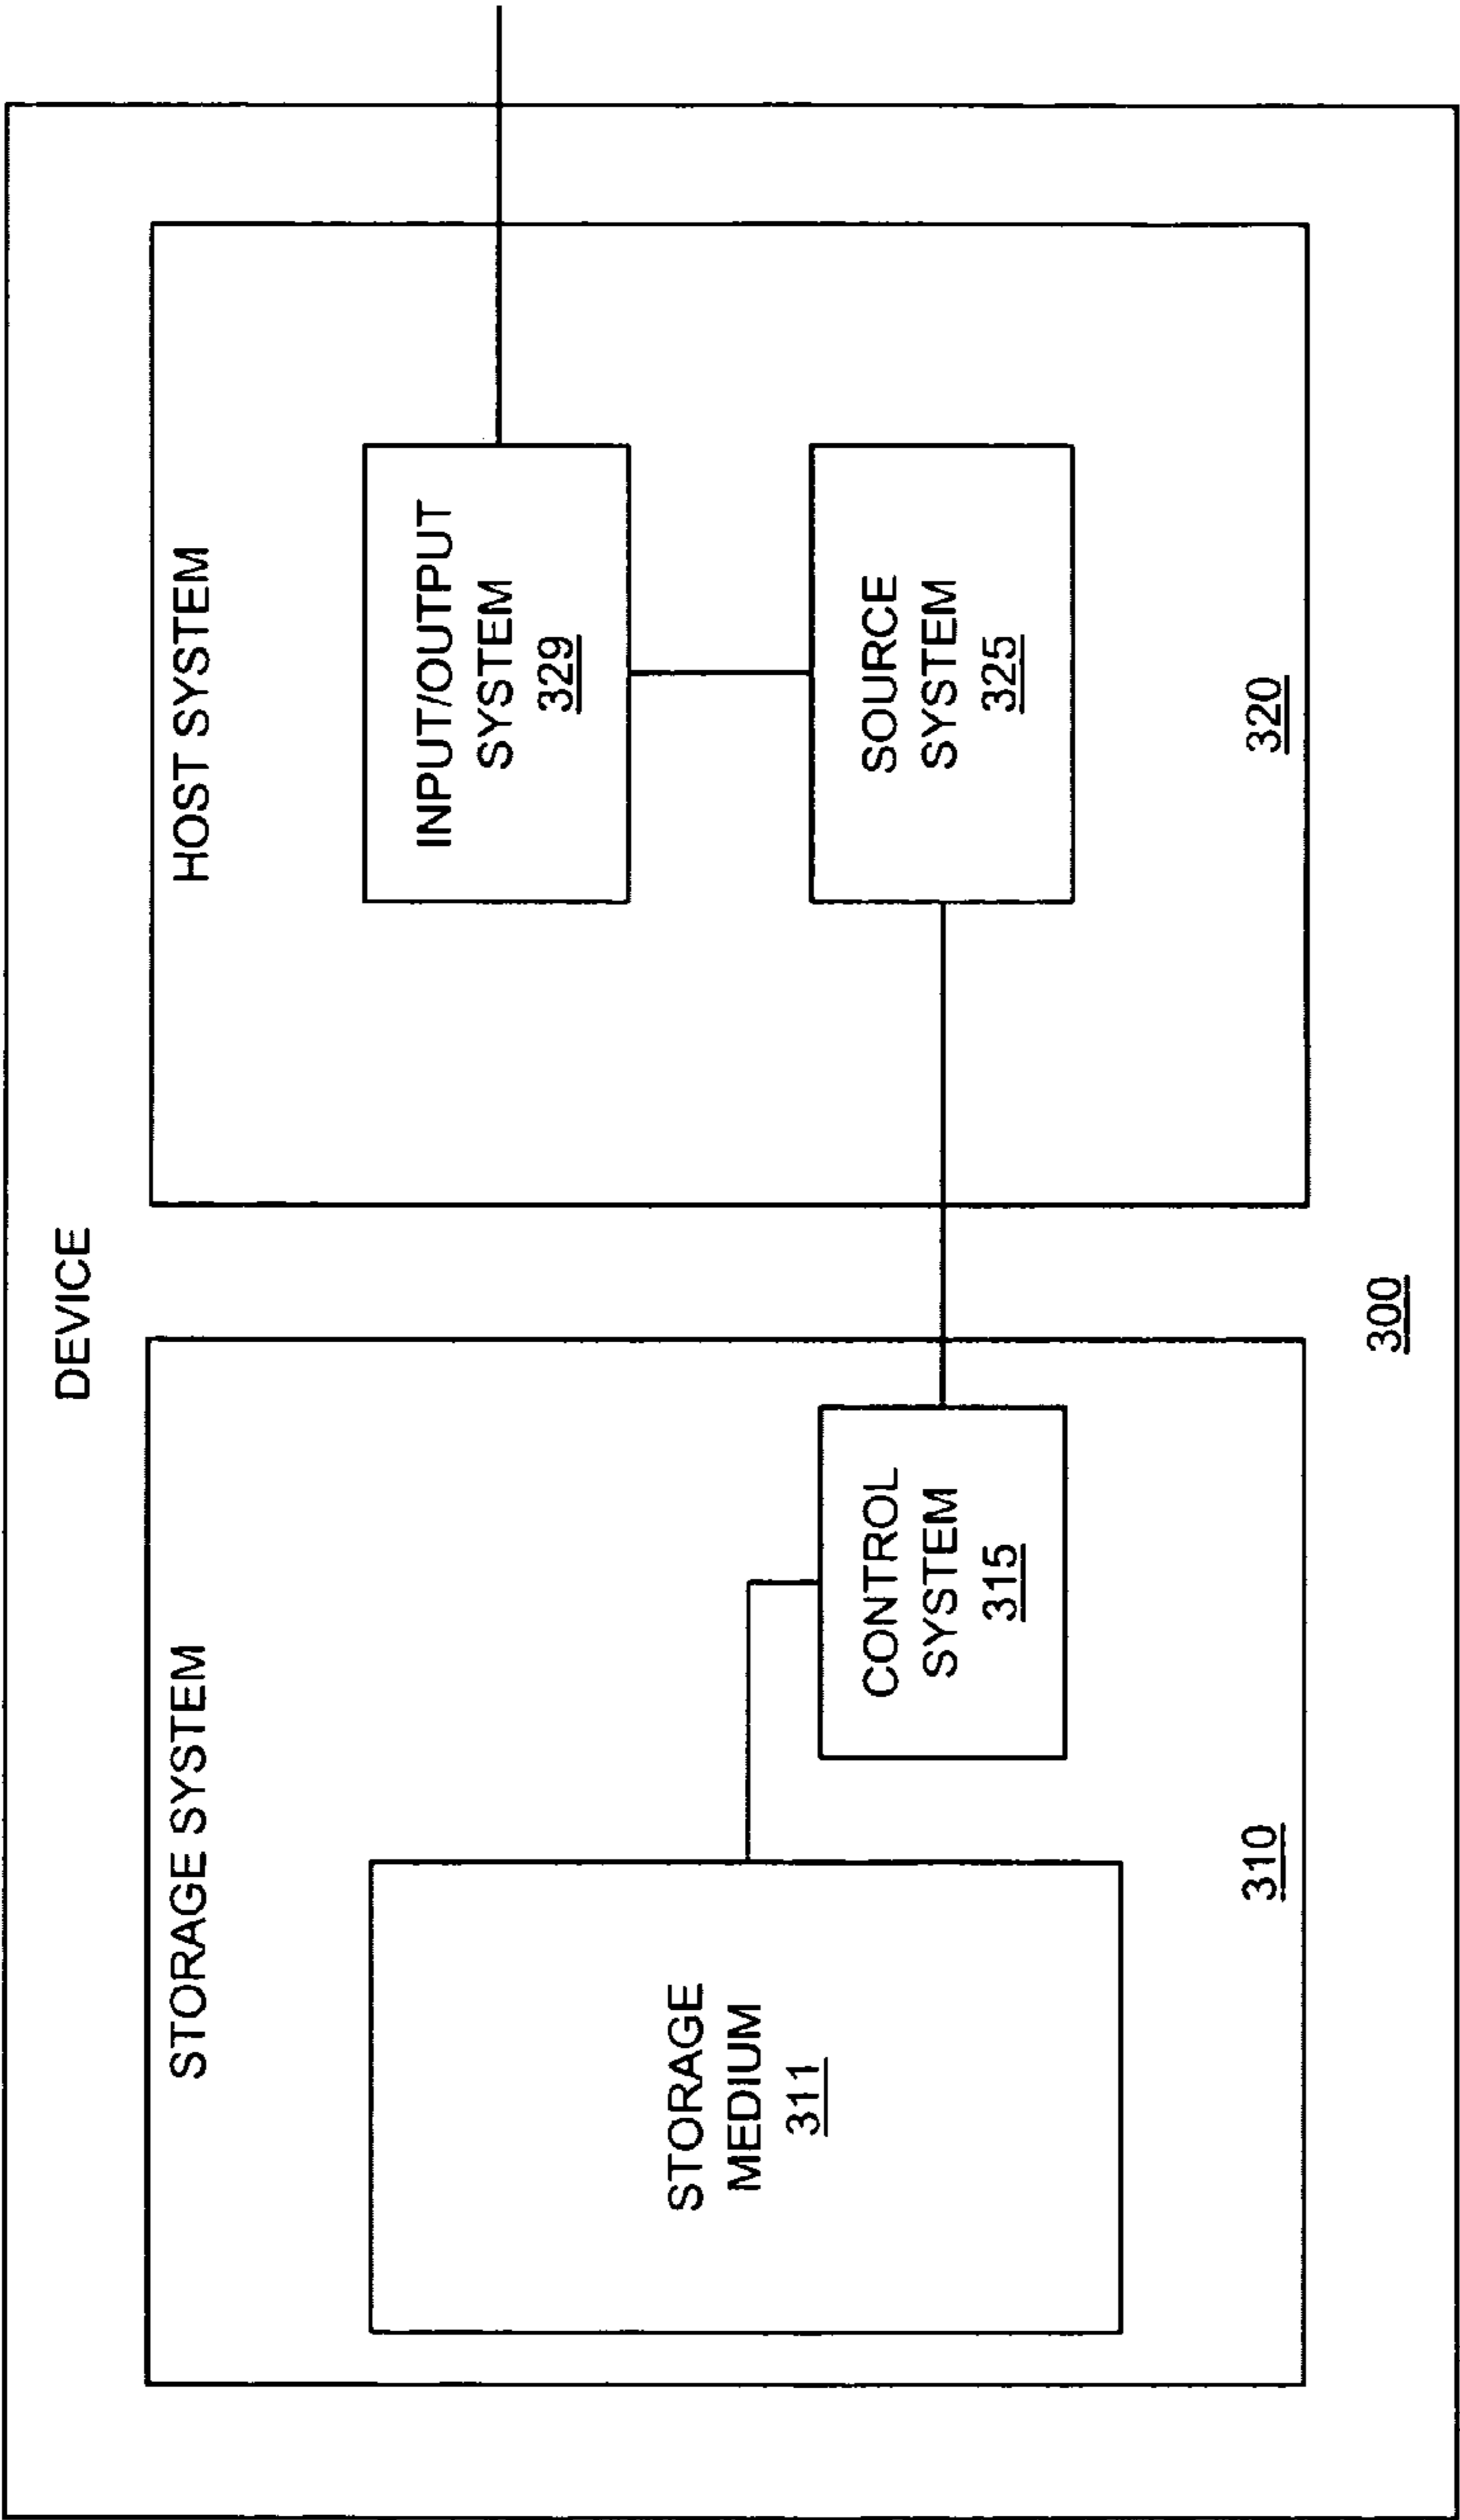 DEVICE
STORAGE SYSTEM
STORAGE
MEDIUM
311
CONTROL
SYSTEM
315
310
HOST SYSTEM
INPUT/OUTPUT
SYSTEM
329
SOURCE
SYSTEM
325
320
300